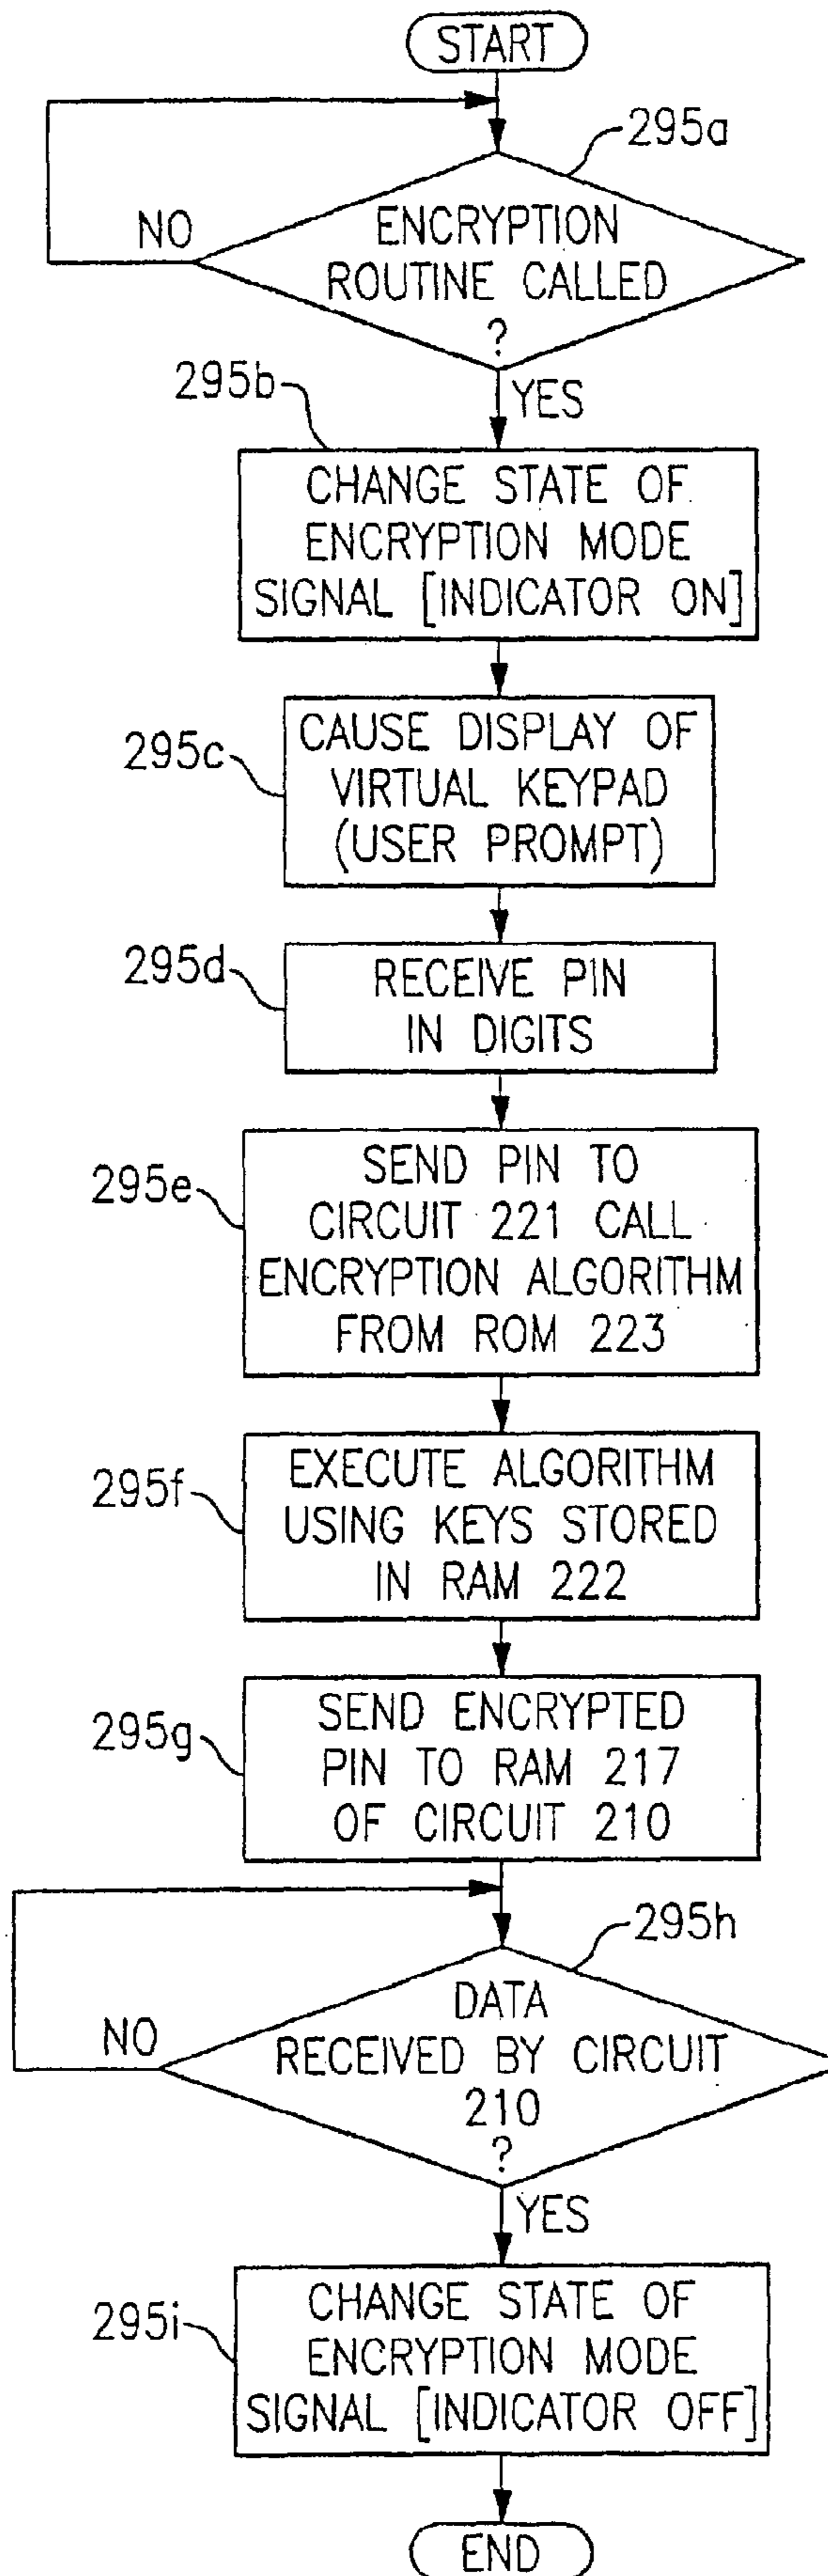 START
295a
NO
ENCRYPTION
ROUTINE CALLED
?
295b
YES
CHANGE STATE OF
ENCRYPTION MODE
SIGNAL [INDICATOR ON]
295c
CAUSE DISPLAY OF
VIRTUAL KEYPAD
(USER PROMPT)
295d
RECEIVE PIN
IN DIGITS
295e
SEND PIN TO
CIRCUIT 221 CALL
ENCRYPTION ALGORITHM
FROM ROM 223
295f
EXECUTE ALGORITHM
USING KEYS STORED
IN RAM 222
295g
SEND ENCRYPTED
PIN TO RAM 217
OF CIRCUIT 210
295h
NO
DATA
RECEIVED BY CIRCUIT
210
?
YES
295i
CHANGE STATE OF
ENCRYPTION MODE
SIGNAL [INDICATOR OFF]
END